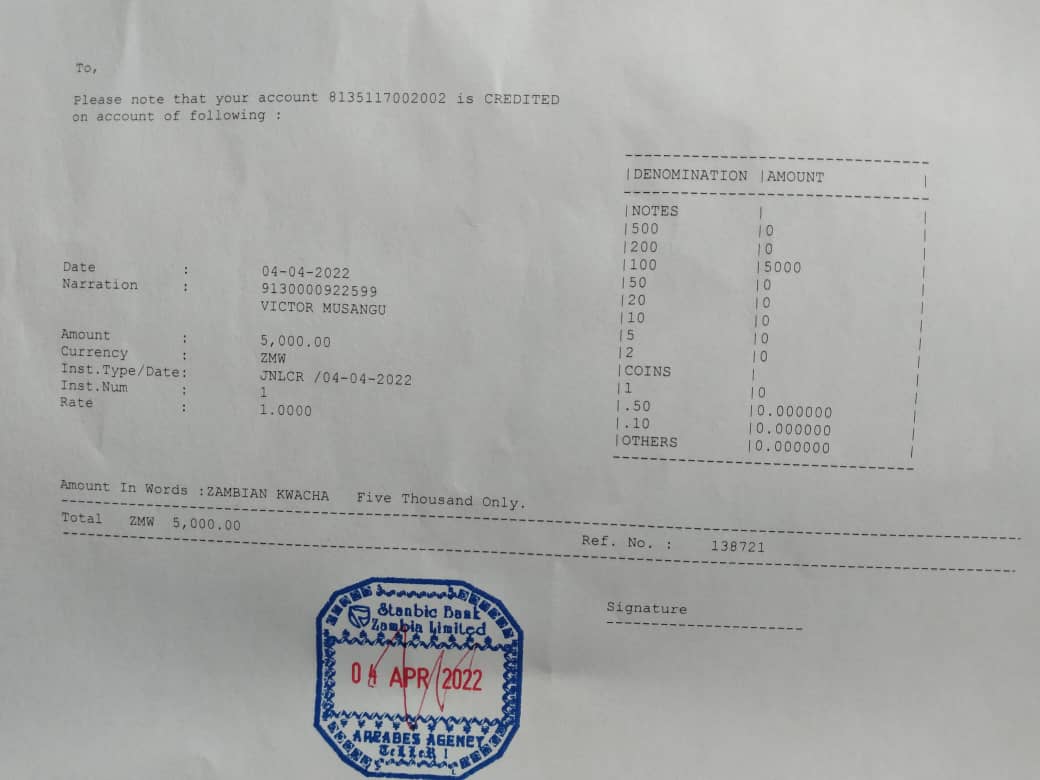 To,
Please note that your account 8135117002002 is CREDITED
on account of following :
|DENOMINATION |AMOUNT |
|NOTES | |
|500 |0 |
|200 |0 |
|100 |5000 |
|50 |0 |
|20 |0 |
|10 |0 |
|5 |0 |
|2 |0 |
|COINS | |
|1 |0 |
|.50 |0.000000 |
|.10 |0.000000 |
|OTHERS |0.000000 |
Date : 04-04-2022
Narration : 9130000922599
VICTOR MUSANGU
Amount : 5,000.00
Currency : ZMW
Inst.Type/Date: JNLCR /04-04-2022
Inst.Num : 1
Rate : 1.0000
Amount In Words :ZAMBIAN KWACHA Five Thousand Only.
Total ZMW 5,000.00
Ref. No. : 138721
Signature
Stanbic Bank
Zambia Limited
04 APR 2022
ARCADES AGENCY
TeLLeR 1